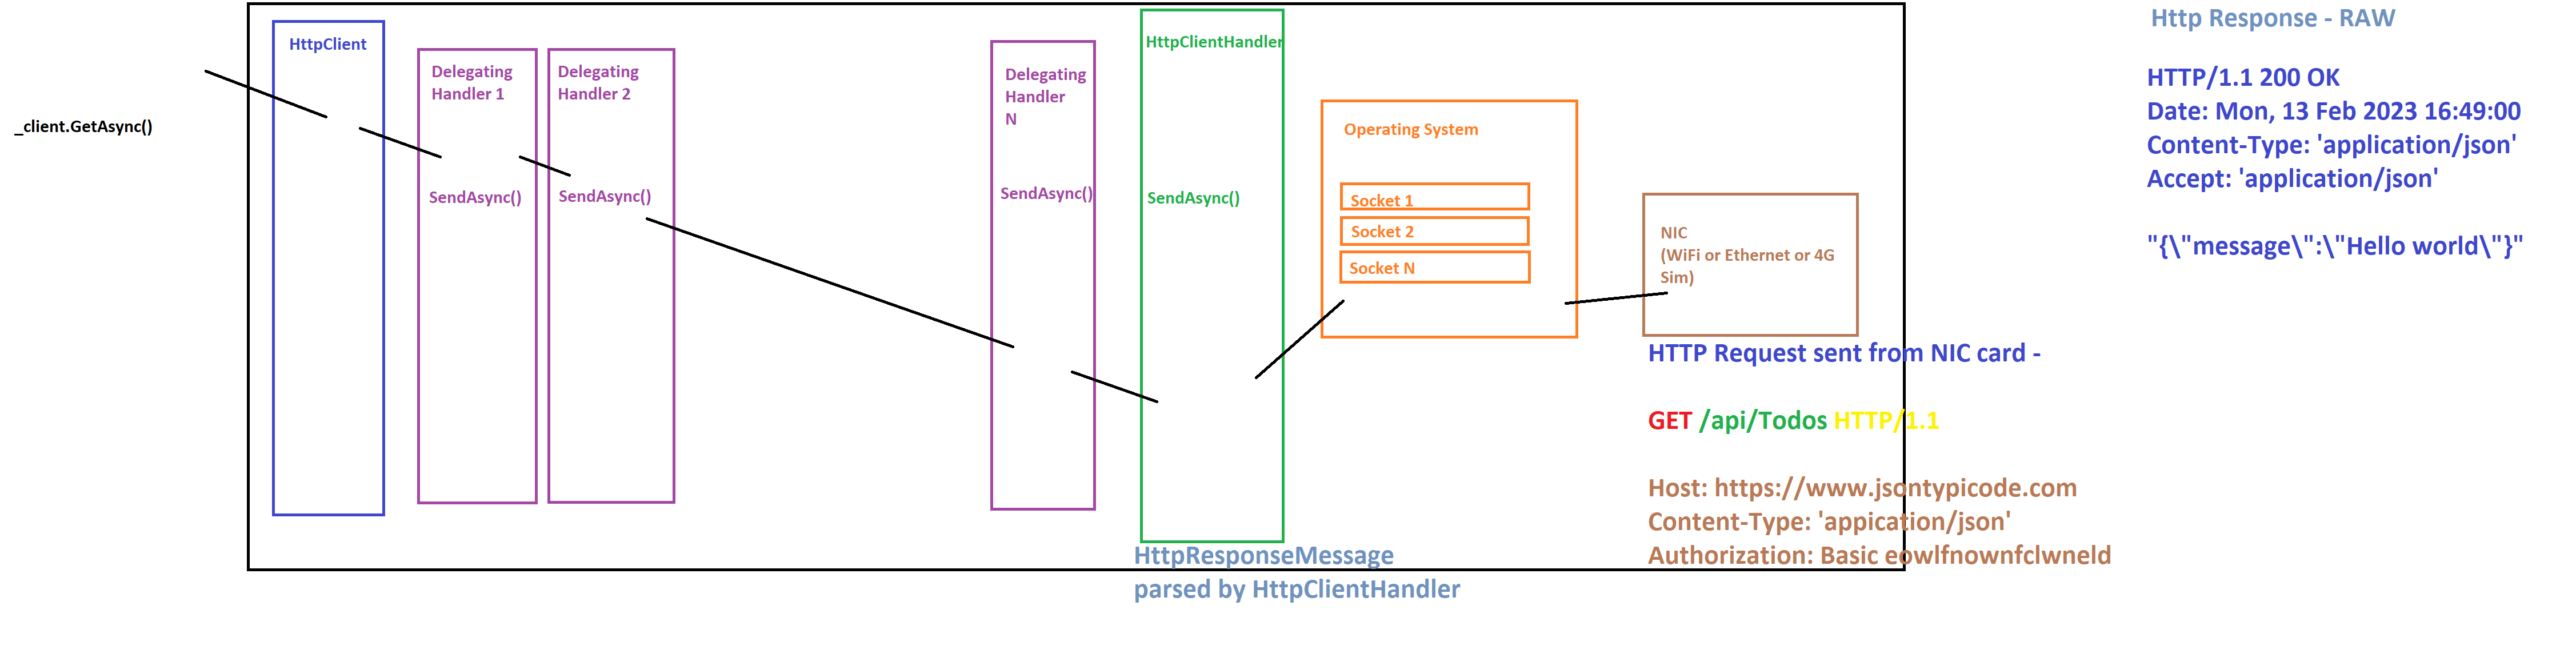 _client.GetAsync()
HttpClient
Delegating
Handler 1
SendAsync()
Delegating
Handler 2
SendAsync()
Delegating
Handler
N
SendAsync()
HttpClientHandler
SendAsync()
HttpResponseMessage
parsed by HttpClientHandler
Operating System
Socket 1
Socket 2
Socket N
NIC
(WiFi or Ethernet or 4G
Sim)
HTTP Request sent from NIC card -
GET /api/Todos HTTP/1.1
Host: https://www.jsontypicode.com
Content-Type: 'appication/json'
Authorization: Basic eowlfnownfclwneld
Http Response - RAW
HTTP/1.1 200 OK
Date: Mon, 13 Feb 2023 16:49:00
Content-Type: 'application/json'
Accept: 'application/json'
"{\"message\":\"Hello world\"}"